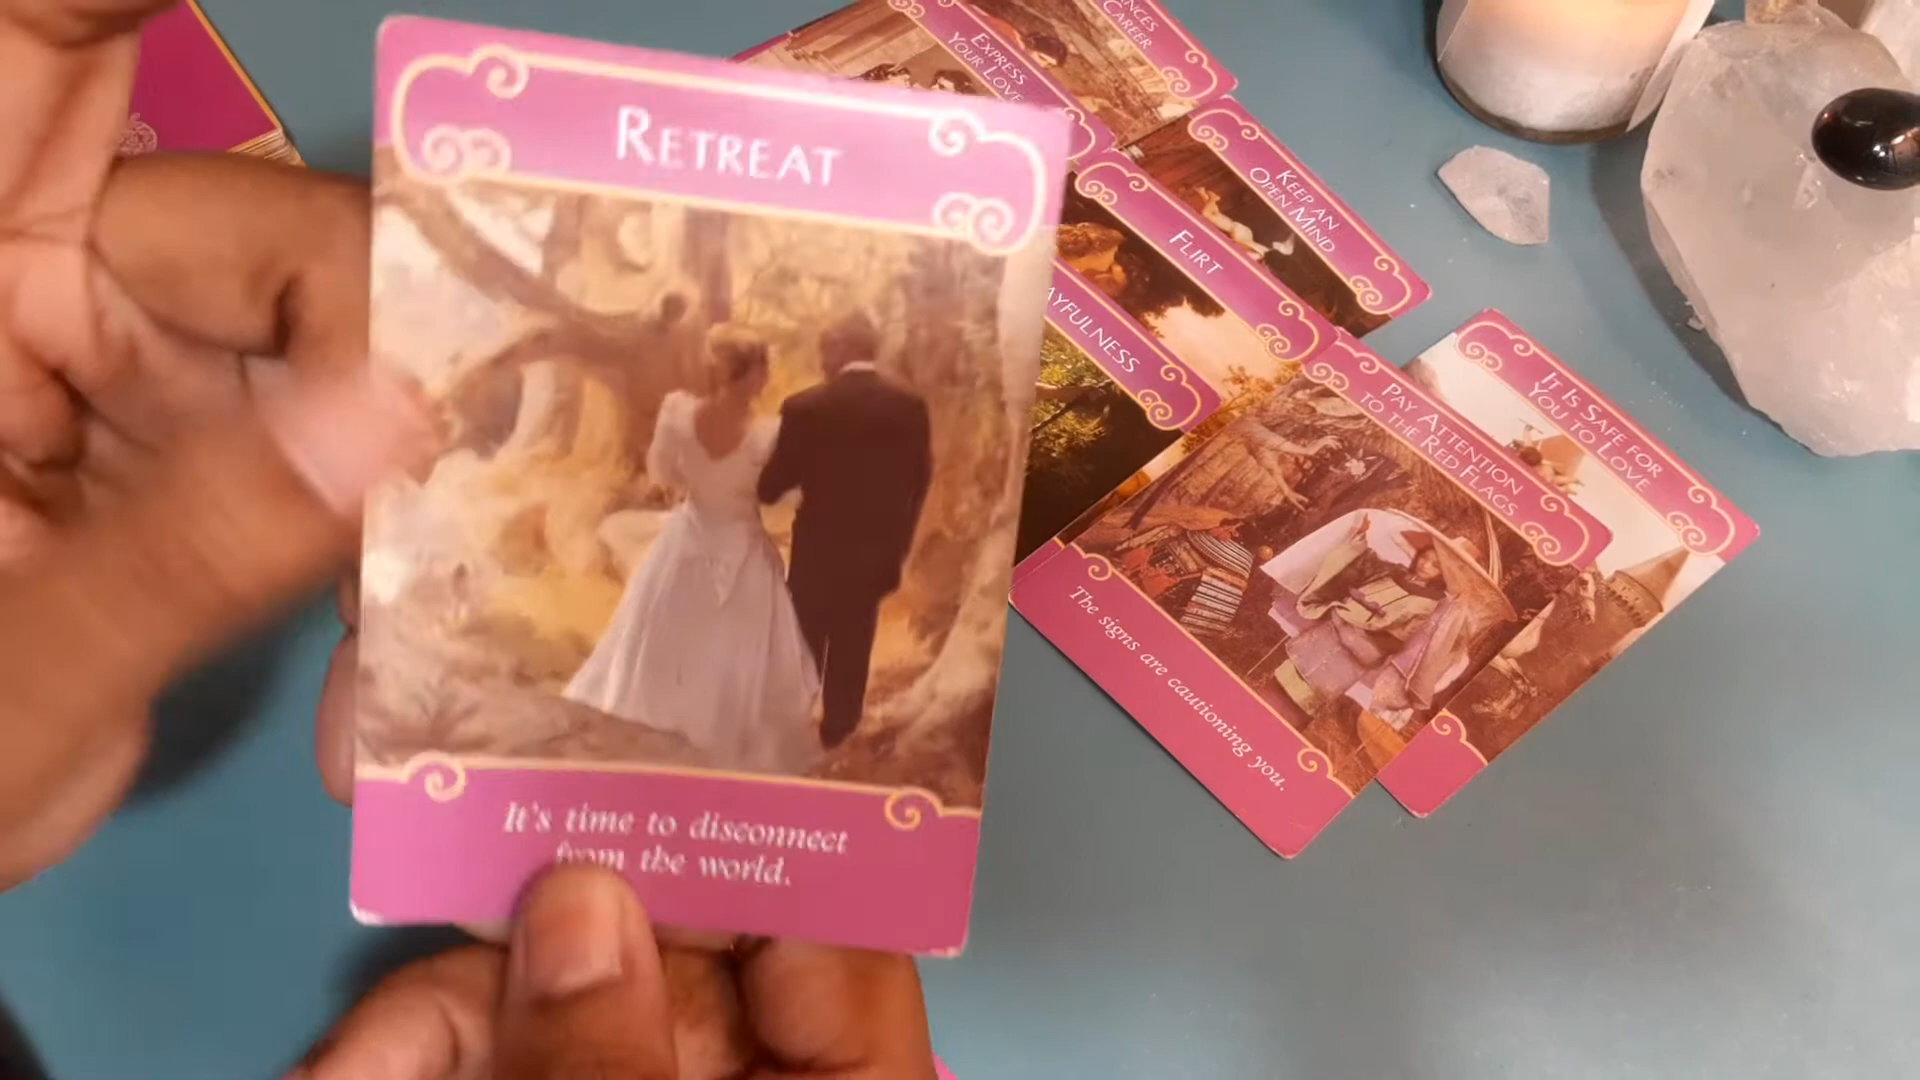 RETREAT
It's time to disconnect
from the world.
CAREER
EXPRESS
YOUR LOVE
KEEP AN
OPEN MIND
FLIRT
AYFULNESS
PAY ATTENTION
TO THE RED FLAGS
The signs are cautioning you.
IT IS SAFE FOR
YOU TO LOVE